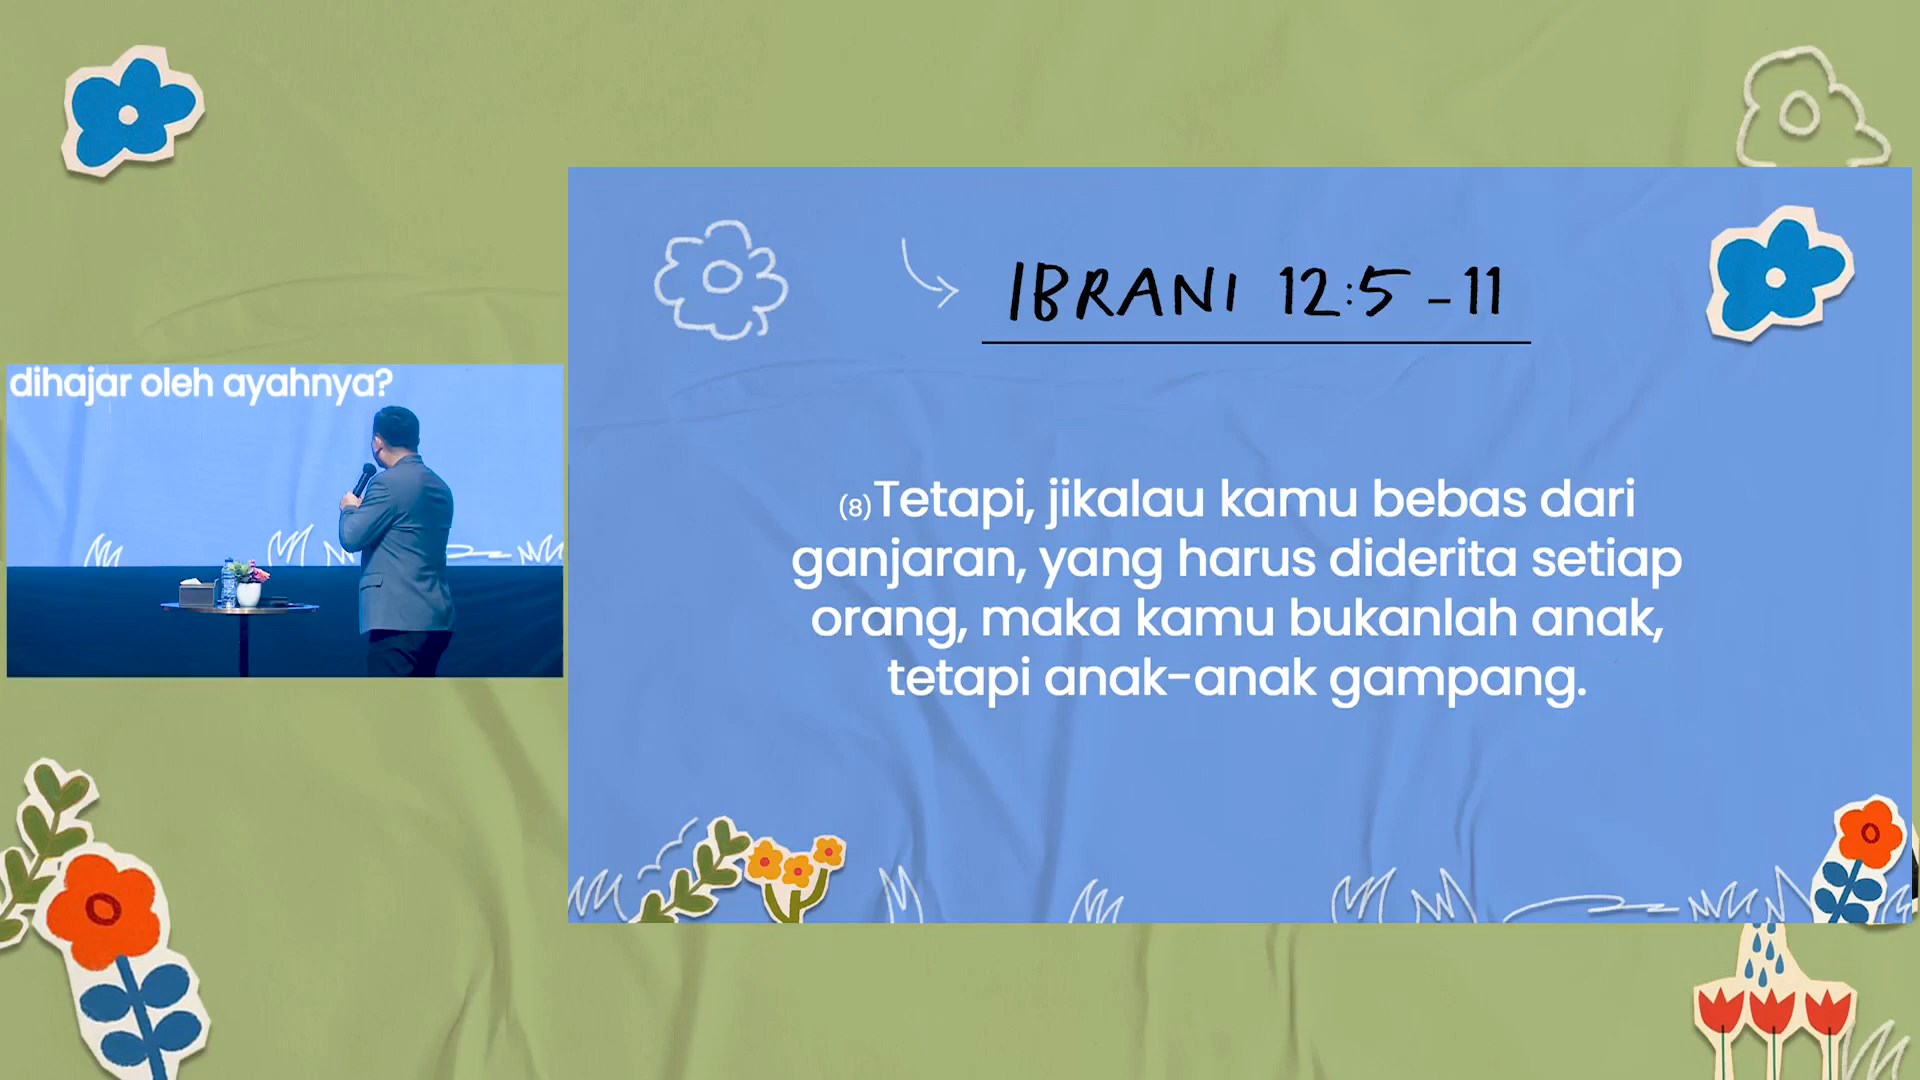 dihajar oleh ayahnya?
IBRANI 12:5-11
(8)Tetapi, jikalau kamu bebas dari
ganjaran, yang harus diderita setiap
orang, maka kamu bukanlah anak,
tetapi anak-anak gampang.